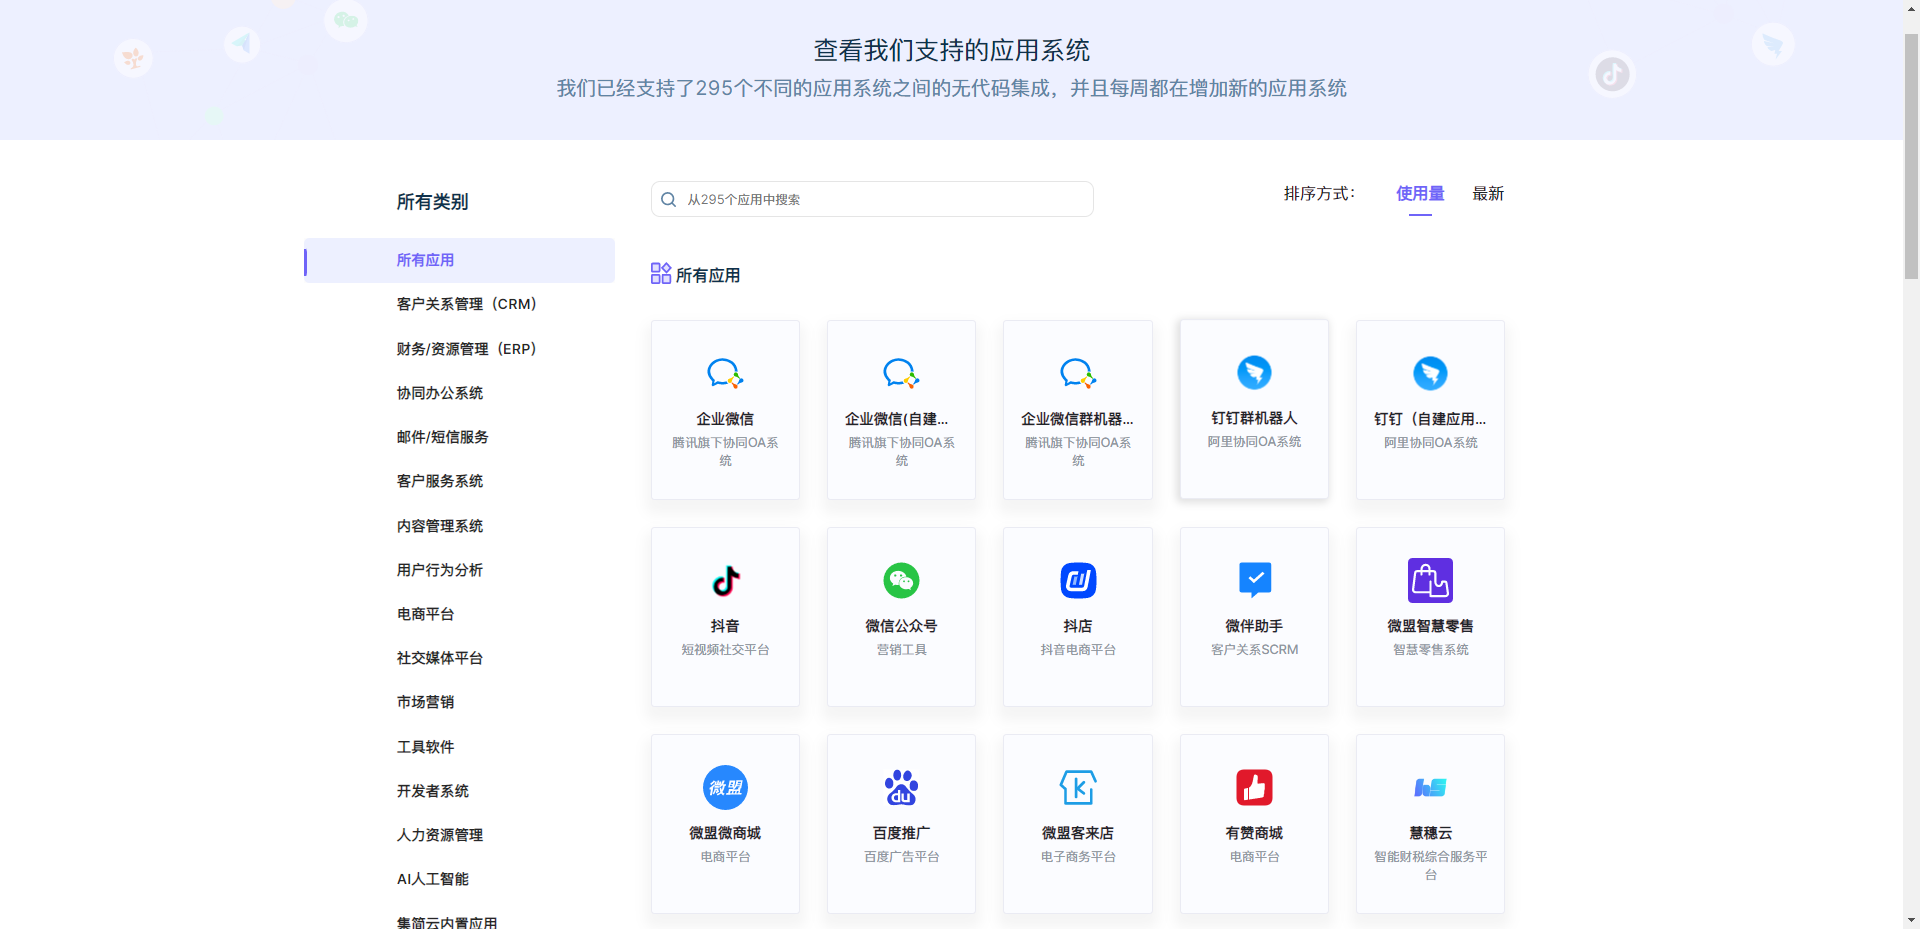 查看我们支持的应用系统
我们已经支持了295个不同的应用系统之间的无代码集成，并且每周都在增加新的应用系统
所有类别
从295个应用中搜索
排序方式：
使用量
最新
所有应用
客户关系管理（CRM）
财务/资源管理（ERP）
协同办公系统
邮件/短信服务
客户服务系统
内容管理系统
用户行为分析
电商平台
社交媒体平台
市场营销
工具软件
开发者系统
人力资源管理
AI人工智能
集简云内置应用
所有应用
企业微信
腾讯旗下协同OA系
统
企业微信(自建...
腾讯旗下协同OA系
统
企业微信群机器...
腾讯旗下协同OA系
统
钉钉群机器人
阿里协同OA系统
钉钉（自建应用...
阿里协同OA系统
抖音
短视频社交平台
微信公众号
营销工具
抖店
抖音电商平台
微伴助手
客户关系SCRM
微盟智慧零售
智慧零售系统
微盟
微盟微商城
电商平台
du
百度推广
百度广告平台
微盟客来店
电子商务平台
有赞商城
电商平台
慧穗云
智能财税综合服务平
台